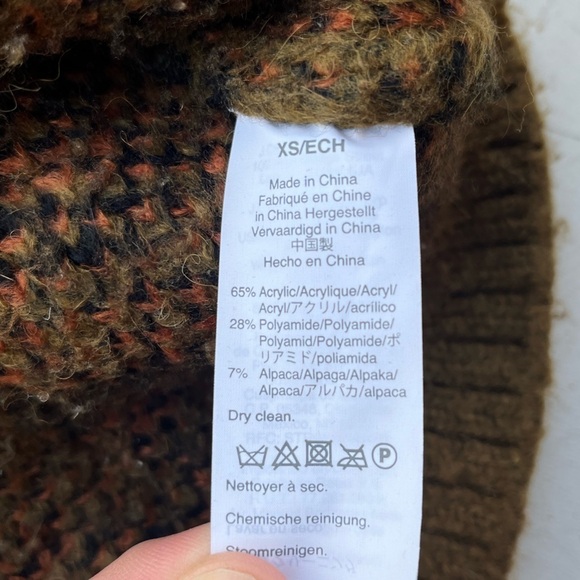 XS/ECH
Made in China
Fabriqué en Chine
in China Hergestellt
Vervaardigd in China
中国製
Hecho en China
65% Acrylic/Acrylique/Acryl/
Acryl/アクリル/acrílico
28% Polyamide/Polyamide/
Polyamid/Polyamide/ポ
リアミド/poliamida
7% Alpaca/Alpaga/Alpaka/
Alpaca/アルパカ/alpaca
Dry clean.
P
Nettoyer à sec.
Chemische reinigung.
Stoomreinigen.